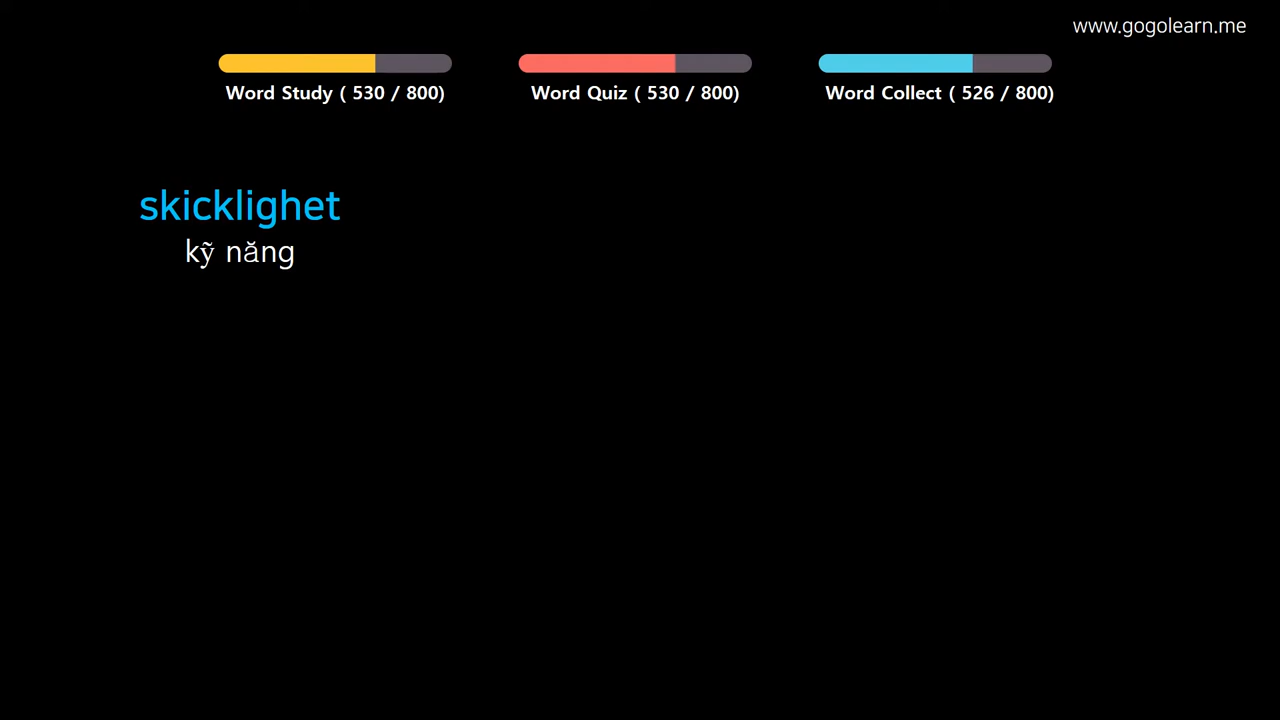 www.gogolearn.me
Word Study ( 530 / 800)
Word Quiz ( 530 / 800)
Word Collect ( 526 / 800)
skicklighet
kỹ năng